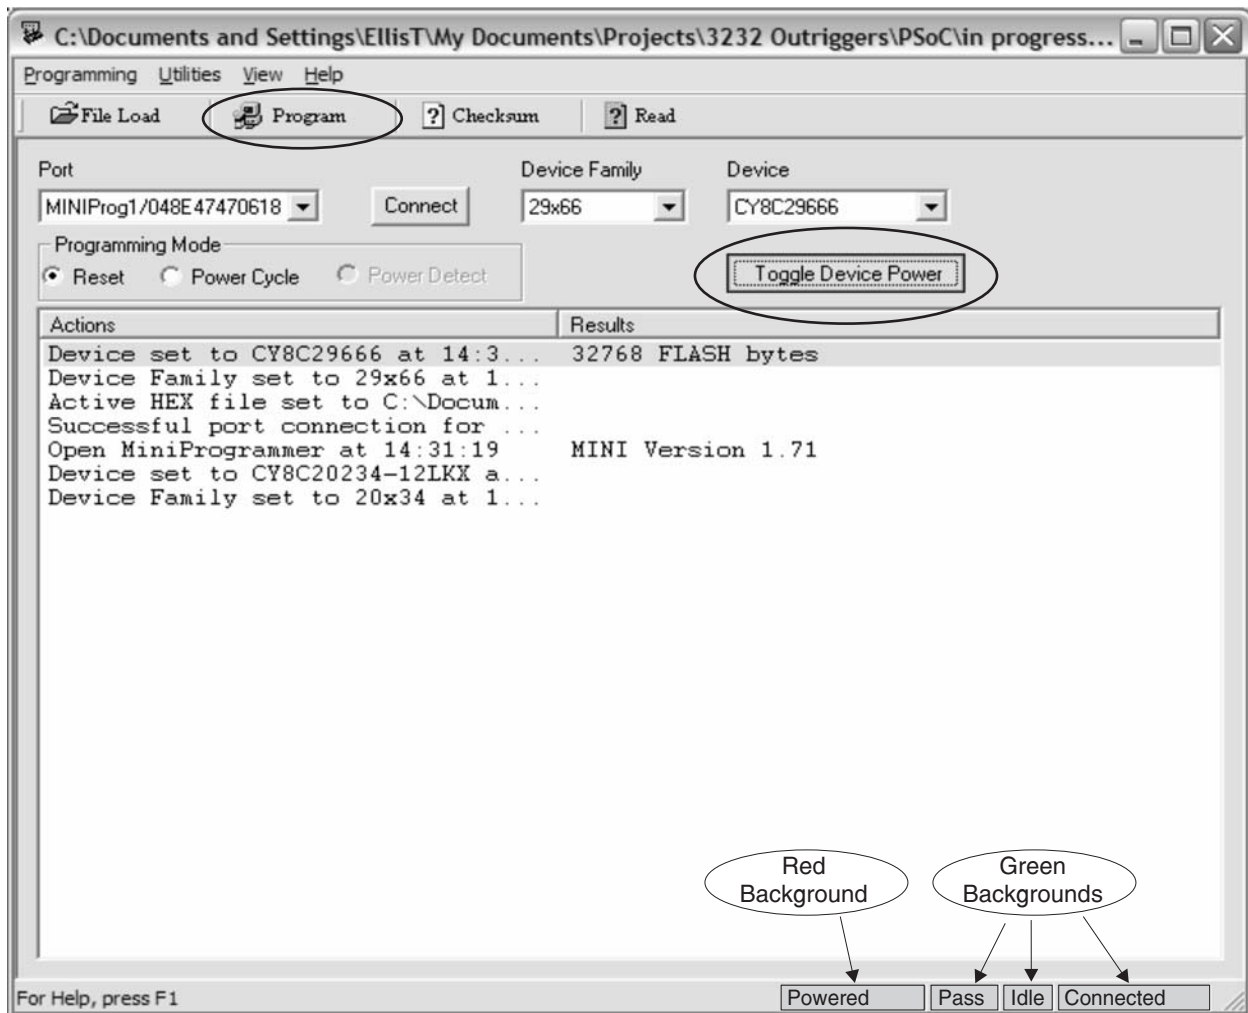 C:\Documents and Settings\EllisT\My Documents\Projects\3232 Outriggers\PSoC\in progress...
Programming Utilities View Help
File Load Program Checksum Read
Port Device Family Device
MINIProg1/048E47470618 Connect 29x66 CY8C29666
Programming Mode
Reset Power Cycle Power Detect Toggle Device Power
Actions Results
Device set to CY8C29666 at 14:3... 32768 FLASH bytes
Device Family set to 29x66 at 1...
Active HEX file set to C:\Docum...
Successful port connection for ...
Open MiniProgrammer at 14:31:19 MINI Version 1.71
Device set to CY8C20234-12LKX a...
Device Family set to 20x34 at 1...
Red
Background
Green
Backgrounds
For Help, press F1 Powered Pass Idle Connected